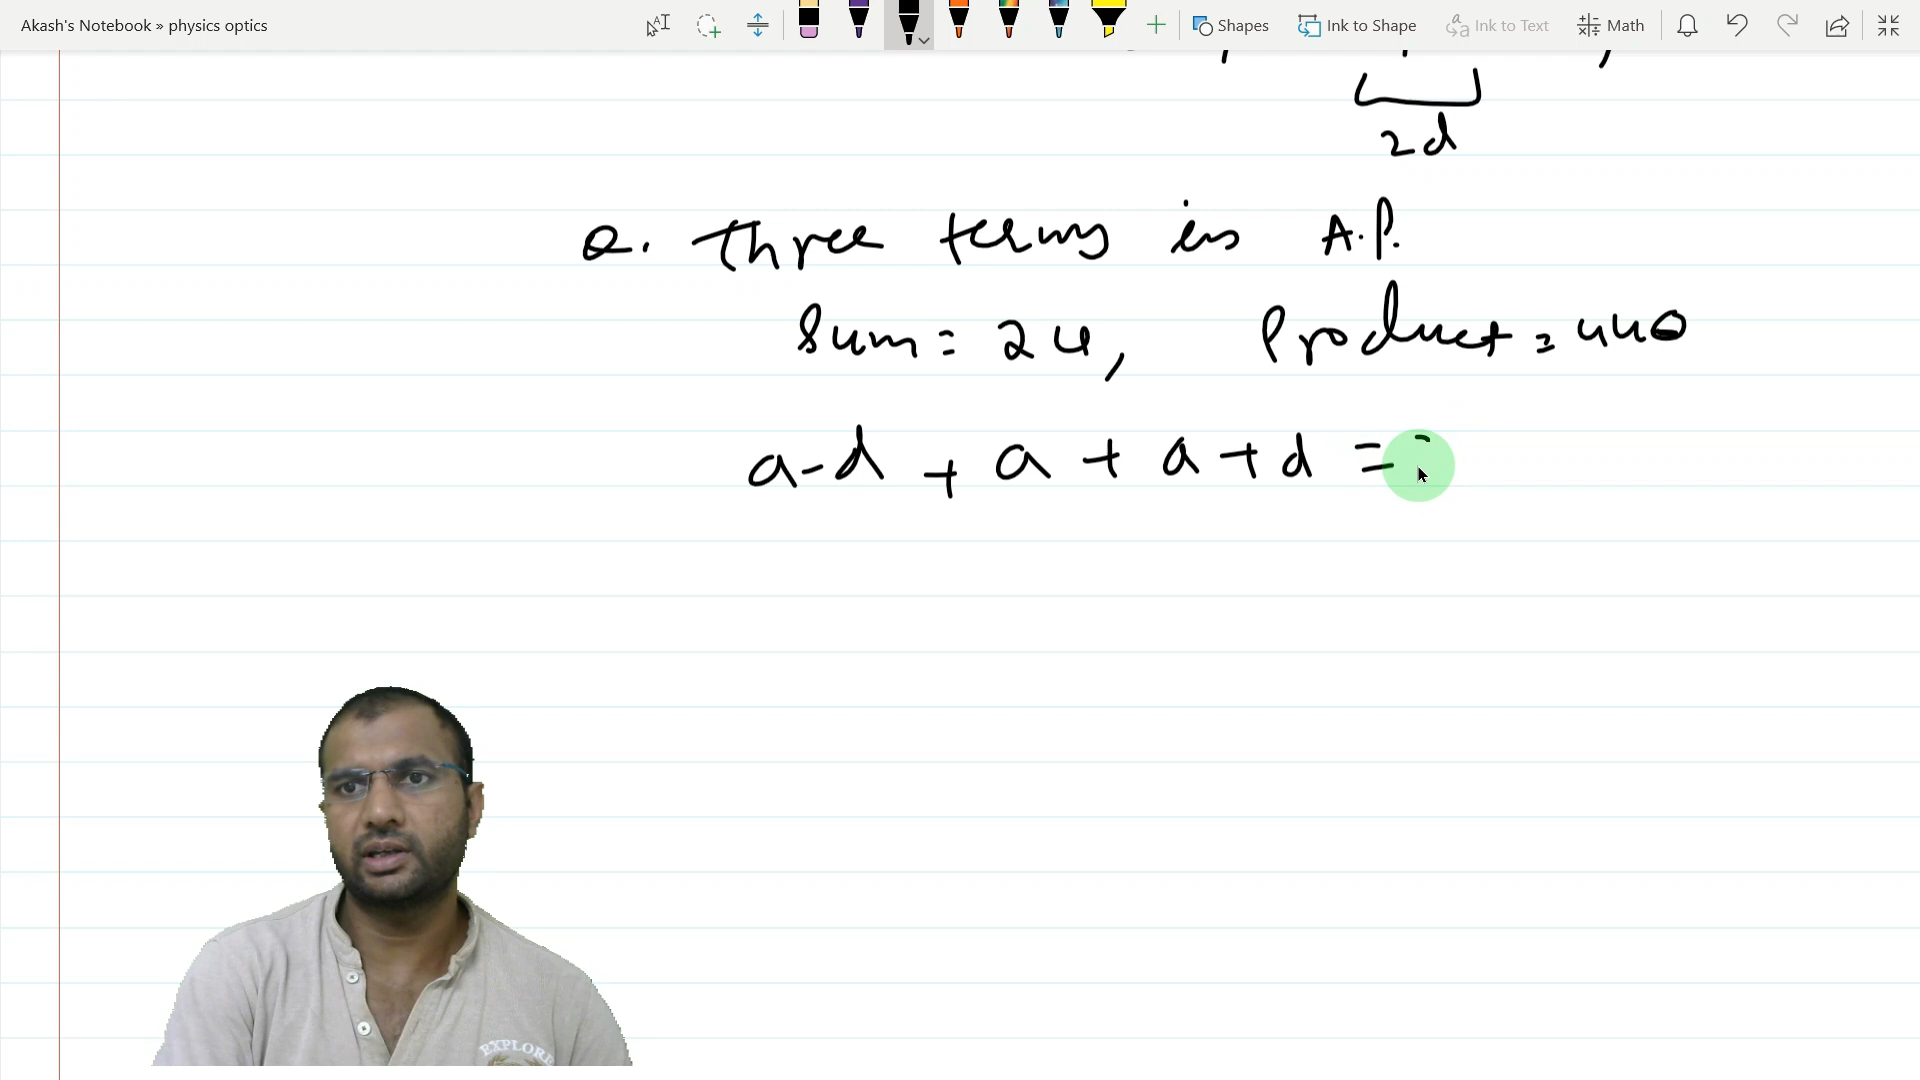 Akash's Notebook » physics optics
Shapes
Ink to Shape
Ink to Text
Math
2d
Q. Three terms in A.P.
Sum = 24, Product = 440
a-d + a + a + d =
EXPLORE